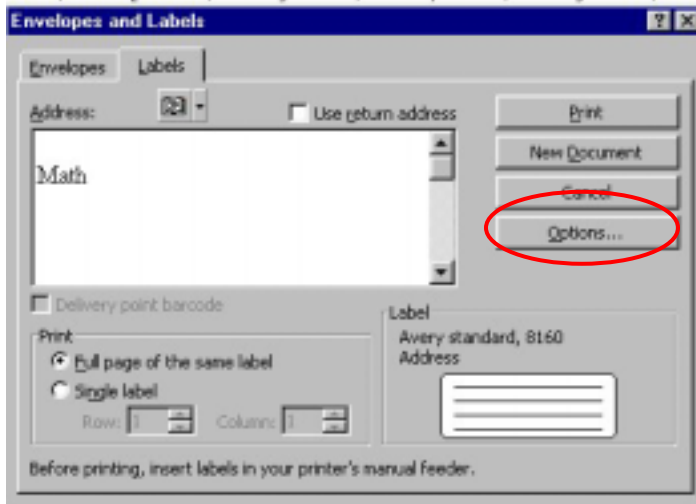 Envelopes and Labels
Envelopes Labels
Address:
Use return address
Print
New Document
Math
Cancel
Options...
Delivery point barcode
Label
Print
Avery standard, 8160
Full page of the same label
Address
Single label
Row: 1 Column: 1
Before printing, insert labels in your printer's manual feeder.